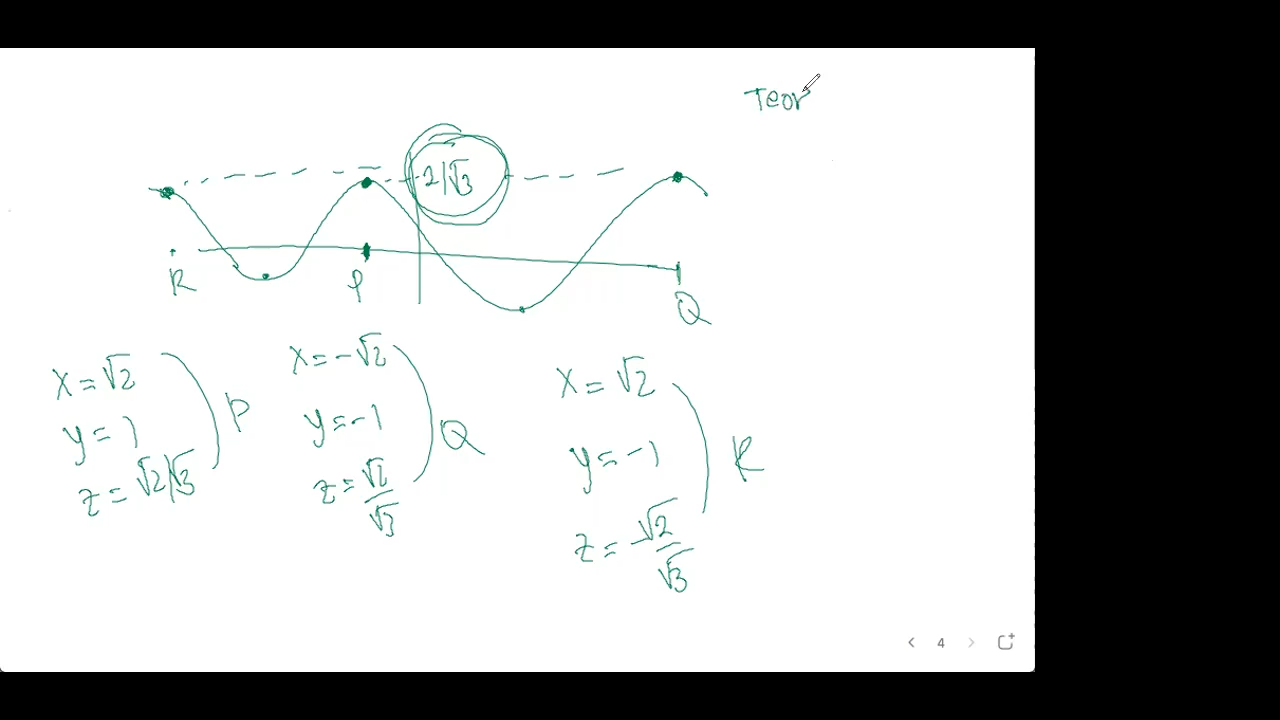 Teor
2/√3
R
P
Q
x = √2
y = 1
z = √2/√3
P
x = -√2
y = -1
z = √2/√3
Q
x = √2
y = -1
z = -√2/√3
R
4